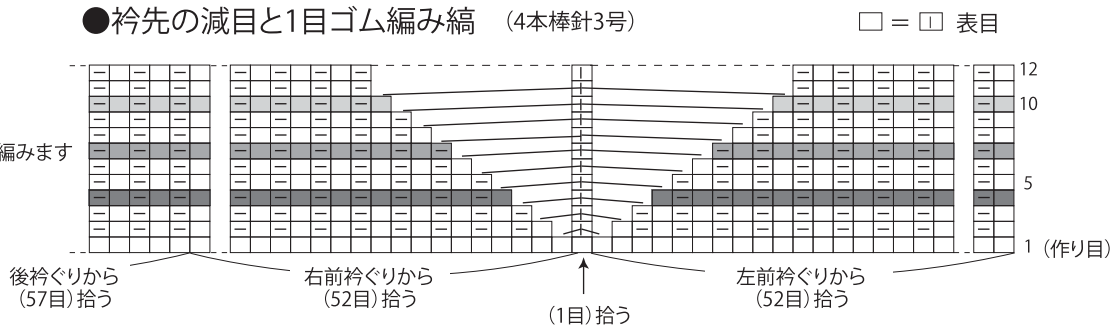 ●衿先の減目と1目ゴム編み縞 (4本棒針3号)
□ = 表目
12
10
編みます
5
1 (作り目)
後衿ぐりから
(57目)拾う
右前衿ぐりから
(52目)拾う
(1目)拾う
左前衿ぐりから
(52目)拾う